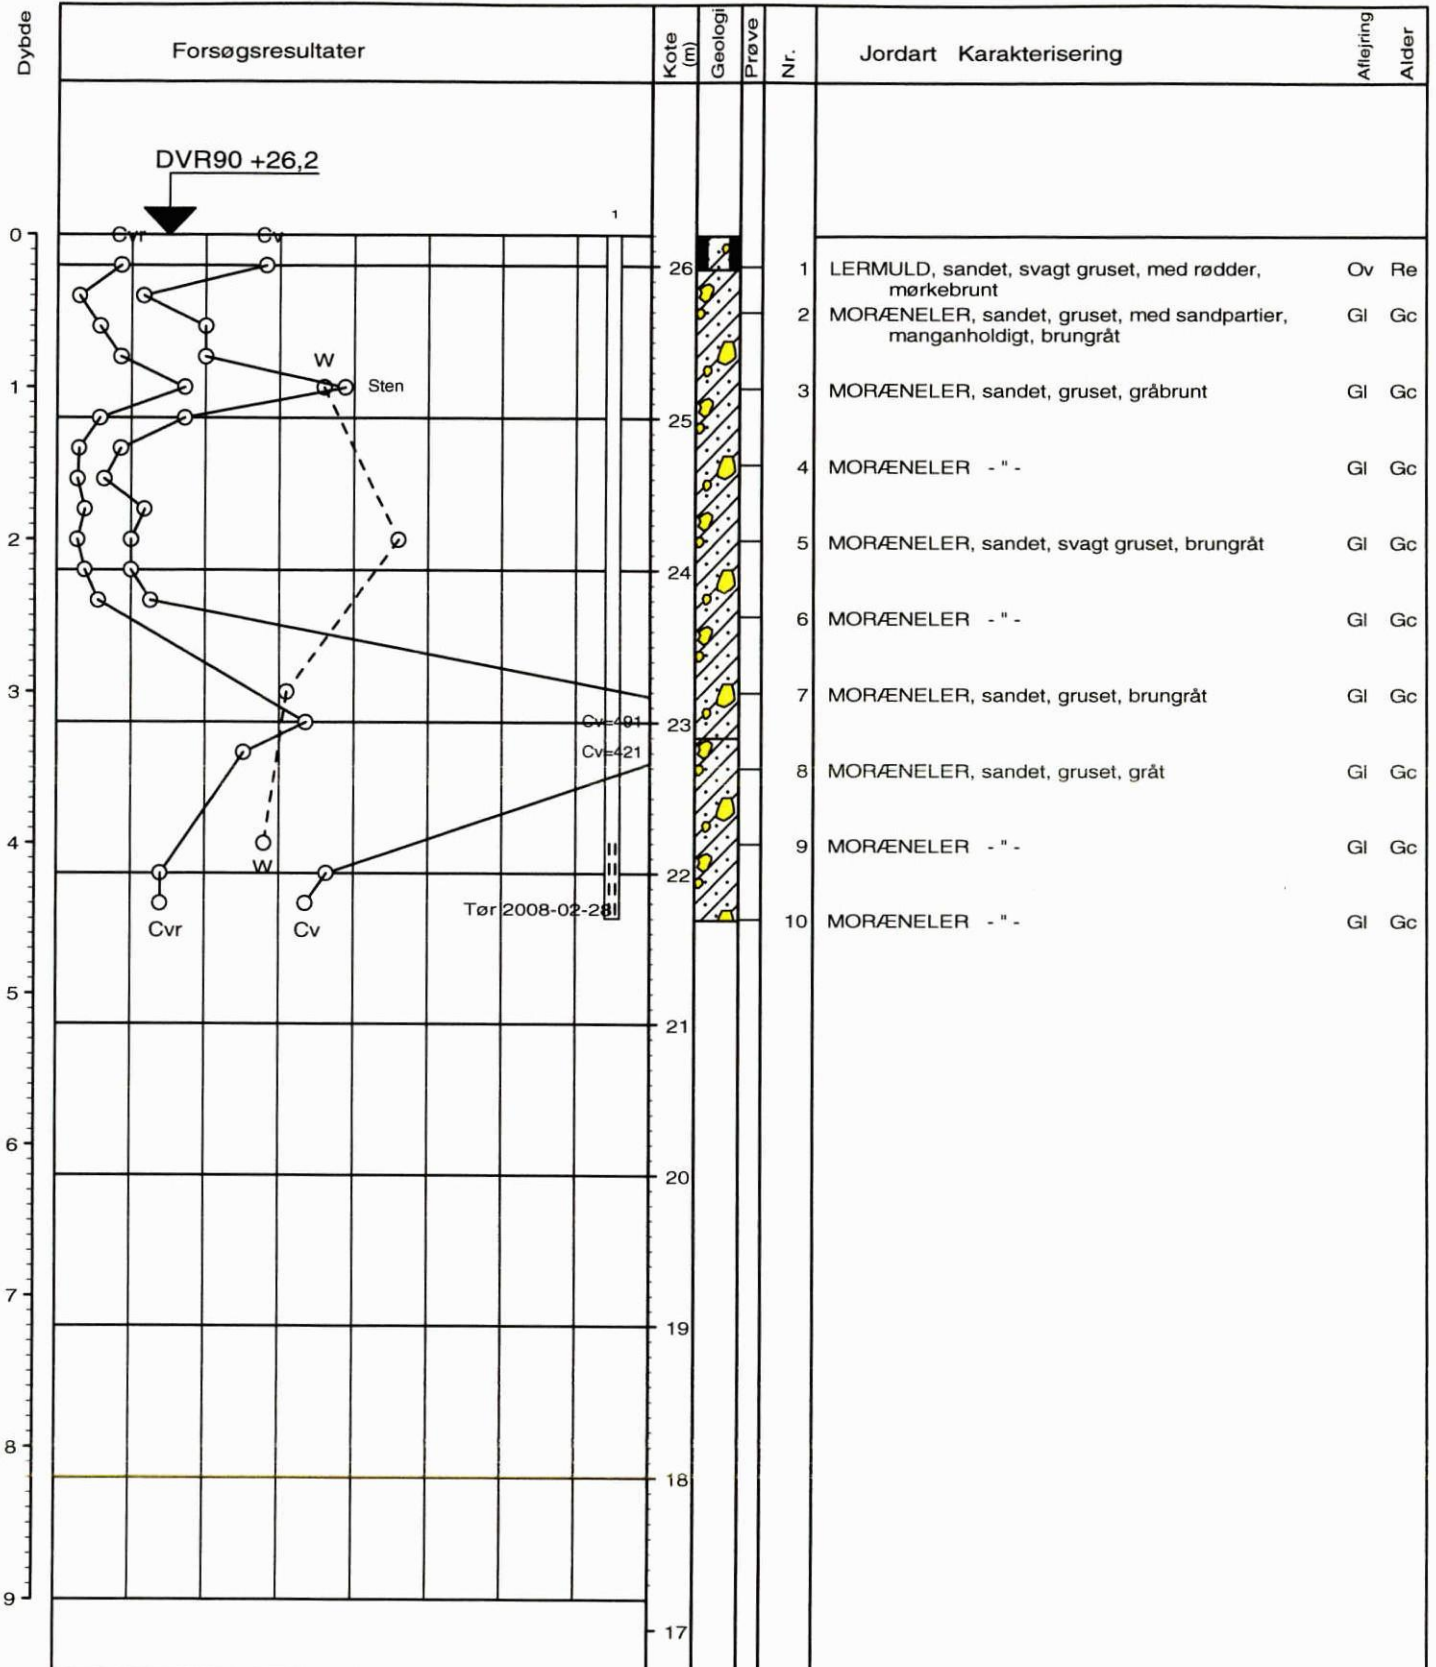 Dybde
Forsøgsresultater
Kote (m)
Geologi
Prøve
Nr.
Jordart Karakterisering
Aflejring
Alder
DVR90 +26,2
1
0
Cvr
Cv
26
1 LERMULD, sandet, svagt gruset, med rødder, Ov Re
mørkebrunt
2 MORÆNELER, sandet, gruset, med sandpartier, Gl Gc
manganholdigt, brungråt
W
1
Sten
3 MORÆNELER, sandet, gruset, gråbrunt Gl Gc
25
4 MORÆNELER - " - Gl Gc
2
5 MORÆNELER, sandet, svagt gruset, brungråt Gl Gc
24
6 MORÆNELER - " - Gl Gc
3
7 MORÆNELER, sandet, gruset, brungråt Gl Gc
Cv=491
23
Cv=421
8 MORÆNELER, sandet, gruset, gråt Gl Gc
4
9 MORÆNELER - " - Gl Gc
W
22
Tør 2008-02-28
10 MORÆNELER - " - Gl Gc
Cvr
Cv
5
21
6
20
7
19
8
18
9
17